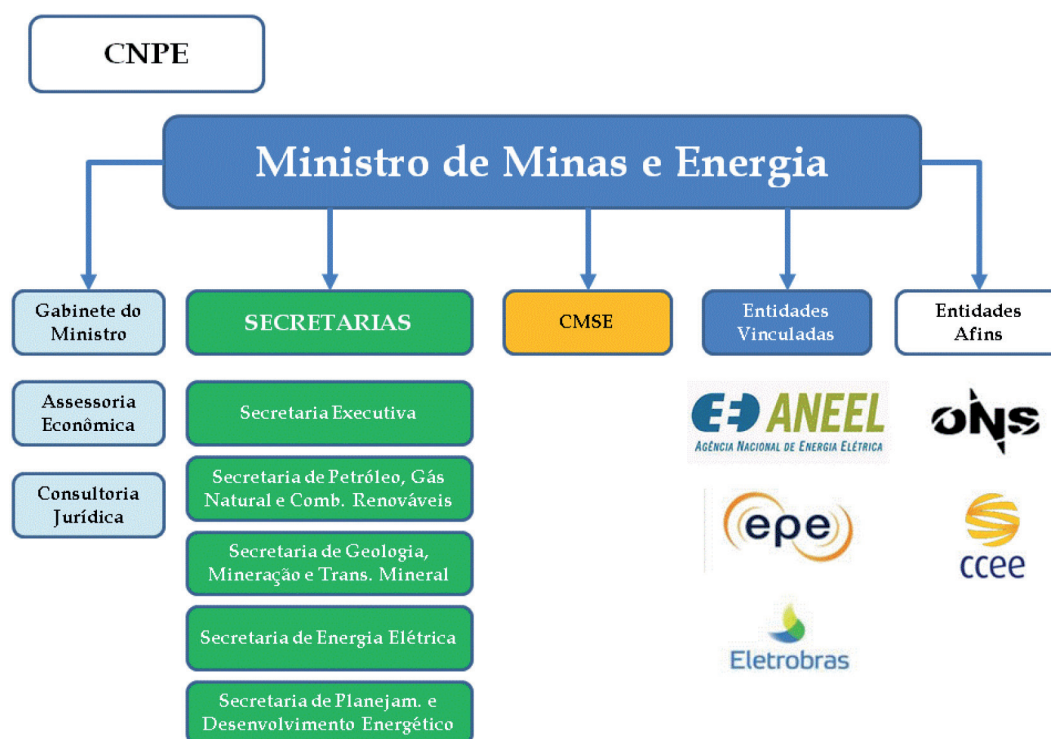 CNPE
Ministro de Minas e Energia
Gabinete do
Ministro
SECRETARIAS
CMSE
Entidades
Vinculadas
Entidades
Afins
Assessoria
Econômica
Consultoria
Jurídica
Secretaria Executiva
Secretaria de Petróleo, Gás
Natural e Comb. Renováveis
Secretaria de Geologia,
Mineração e Trans. Mineral
Secretaria de Energia Elétrica
Secretaria de Planejam. e
Desenvolvimento Energético
ANEEL
AGÊNCIA NACIONAL DE ENERGIA ELÉTRICA
epe
Eletrobras
ONS
ccee